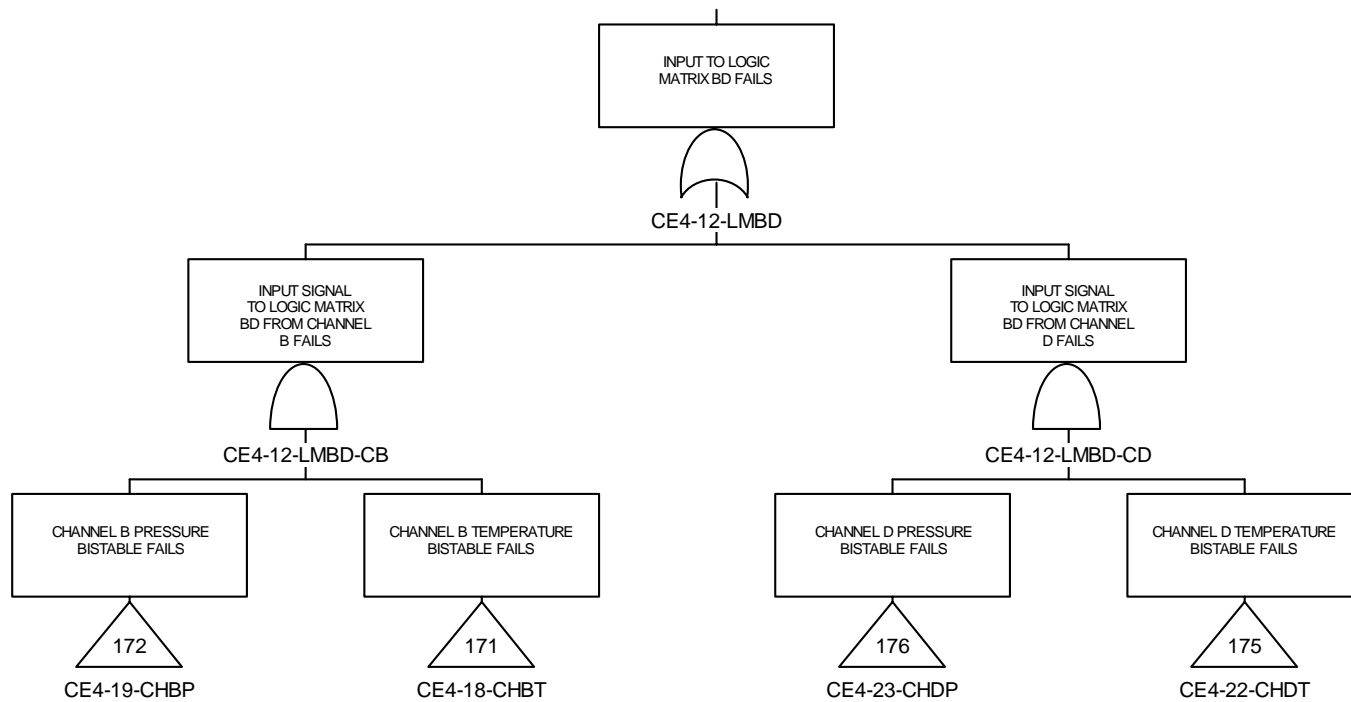 INPUT TO LOGIC
MATRIX BD FAILS
CE4-12-LMBD
INPUT SIGNAL
TO LOGIC MATRIX
BD FROM CHANNEL
B FAILS
CE4-12-LMBD-CB
INPUT SIGNAL
TO LOGIC MATRIX
BD FROM CHANNEL
D FAILS
CE4-12-LMBD-CD
CHANNEL B PRESSURE
BISTABLE FAILS
172
CE4-19-CHBP
CHANNEL B TEMPERATURE
BISTABLE FAILS
171
CE4-18-CHBT
CHANNEL D PRESSURE
BISTABLE FAILS
176
CE4-23-CHDP
CHANNEL D TEMPERATURE
BISTABLE FAILS
175
CE4-22-CHDT